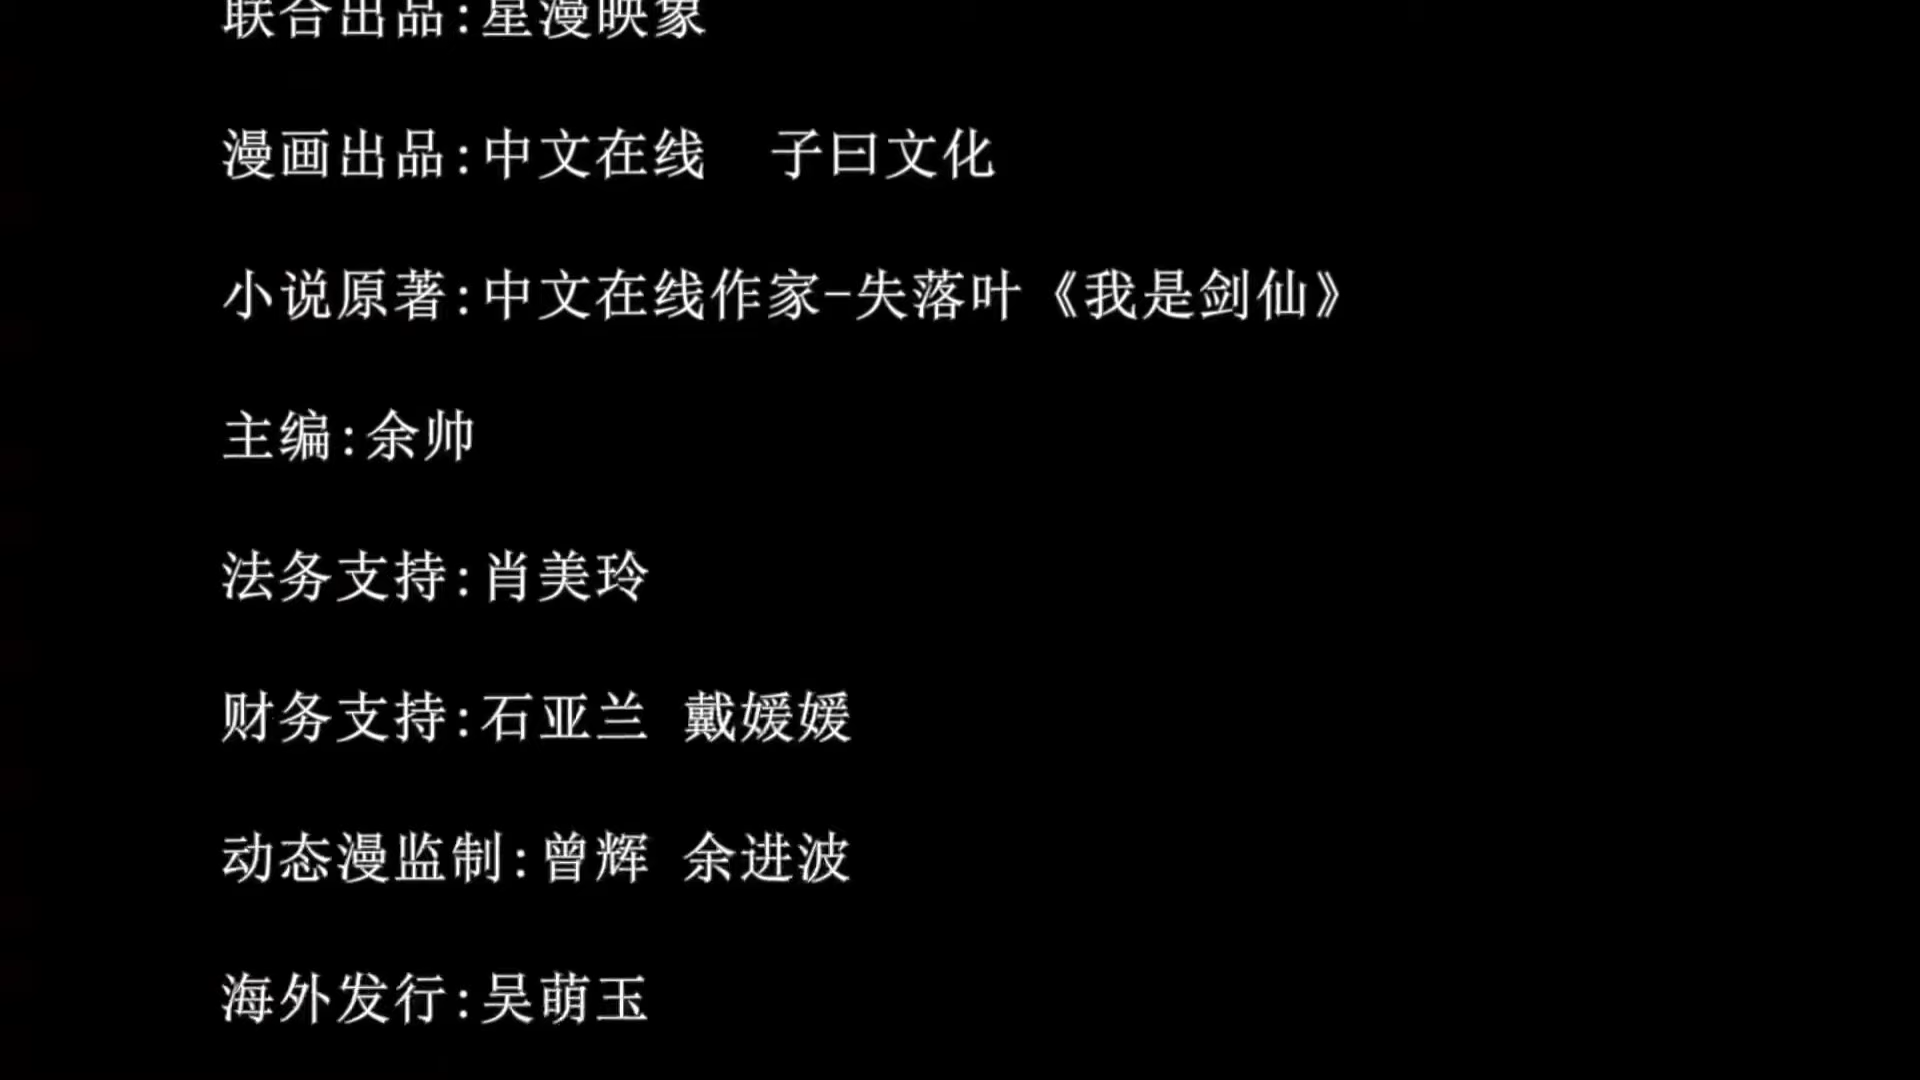 联合出品:星漫映象
漫画出品:中文在线 子曰文化
小说原著:中文在线作家-失落叶《我是剑仙》
主编:余帅
法务支持:肖美玲
财务支持:石亚兰 戴媛媛
动态漫监制:曾辉 余进波
海外发行:吴萌玉